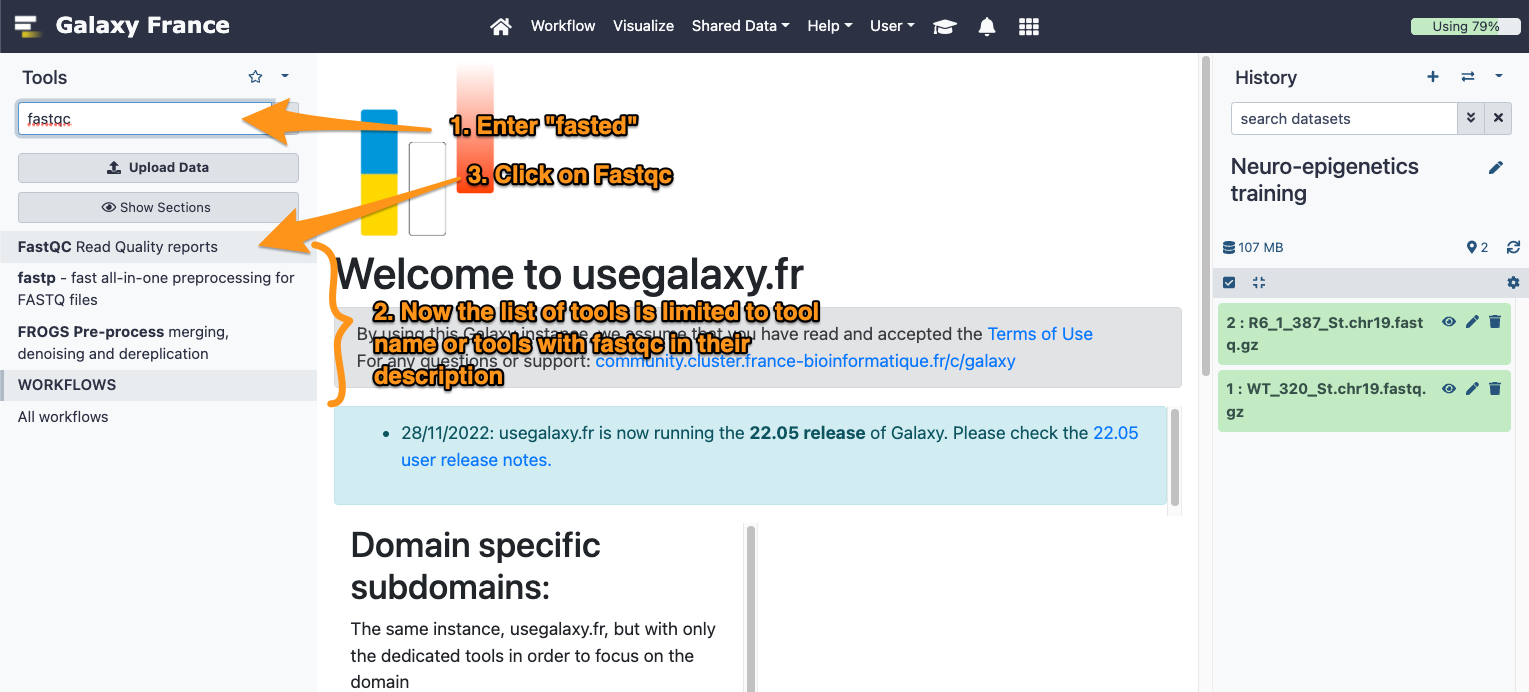 Galaxy France
Workflow Visualize Shared Data Help User
Using 79%
Tools
fastqc
Upload Data
Show Sections
FastQC Read Quality reports
fastp - fast all-in-one preprocessing for
FASTQ files
FROGS Pre-process merging,
denoising and dereplication
WORKFLOWS
All workflows
1. Enter "fasted"
3. Click on Fastqc
Welcome to usegalaxy.fr
2. Now the list of tools is limited to tool
name or tools with fastqc in their
description
By using this Galaxy instance, we assume that you have read and accepted the Terms of Use
For any questions or support: community.cluster.france-bioinformatique.fr/c/galaxy
28/11/2022: usegalaxy.fr is now running the 22.05 release of Galaxy. Please check the 22.05
user release notes.
Domain specific
subdomains:
The same instance, usegalaxy.fr, but with only
the dedicated tools in order to focus on the
domain
History
search datasets
Neuro-epigenetics
training
107 MB
2
2 : R6_1_387_St.chr19.fast
q.gz
1 : WT_320_St.chr19.fastq.
gz